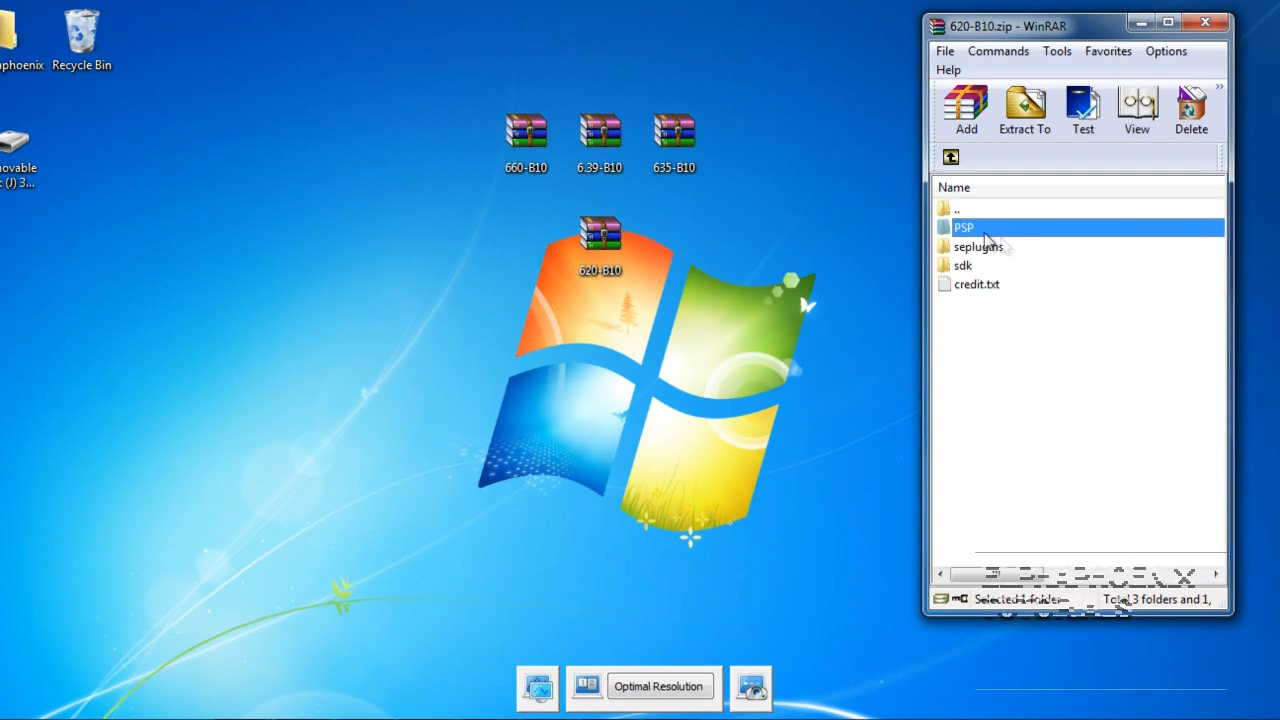 620-B10.zip - WinRAR
File Commands Tools Favorites Options
Help
Add Extract To Test View Delete
Name
..
PSP
seplugins
sdk
credit.txt
Selected 1 folder Total 3 folders and 1,
Recycle Bin
660-B10 6.39-B10 635-B10
620-B10
Optimal Resolution